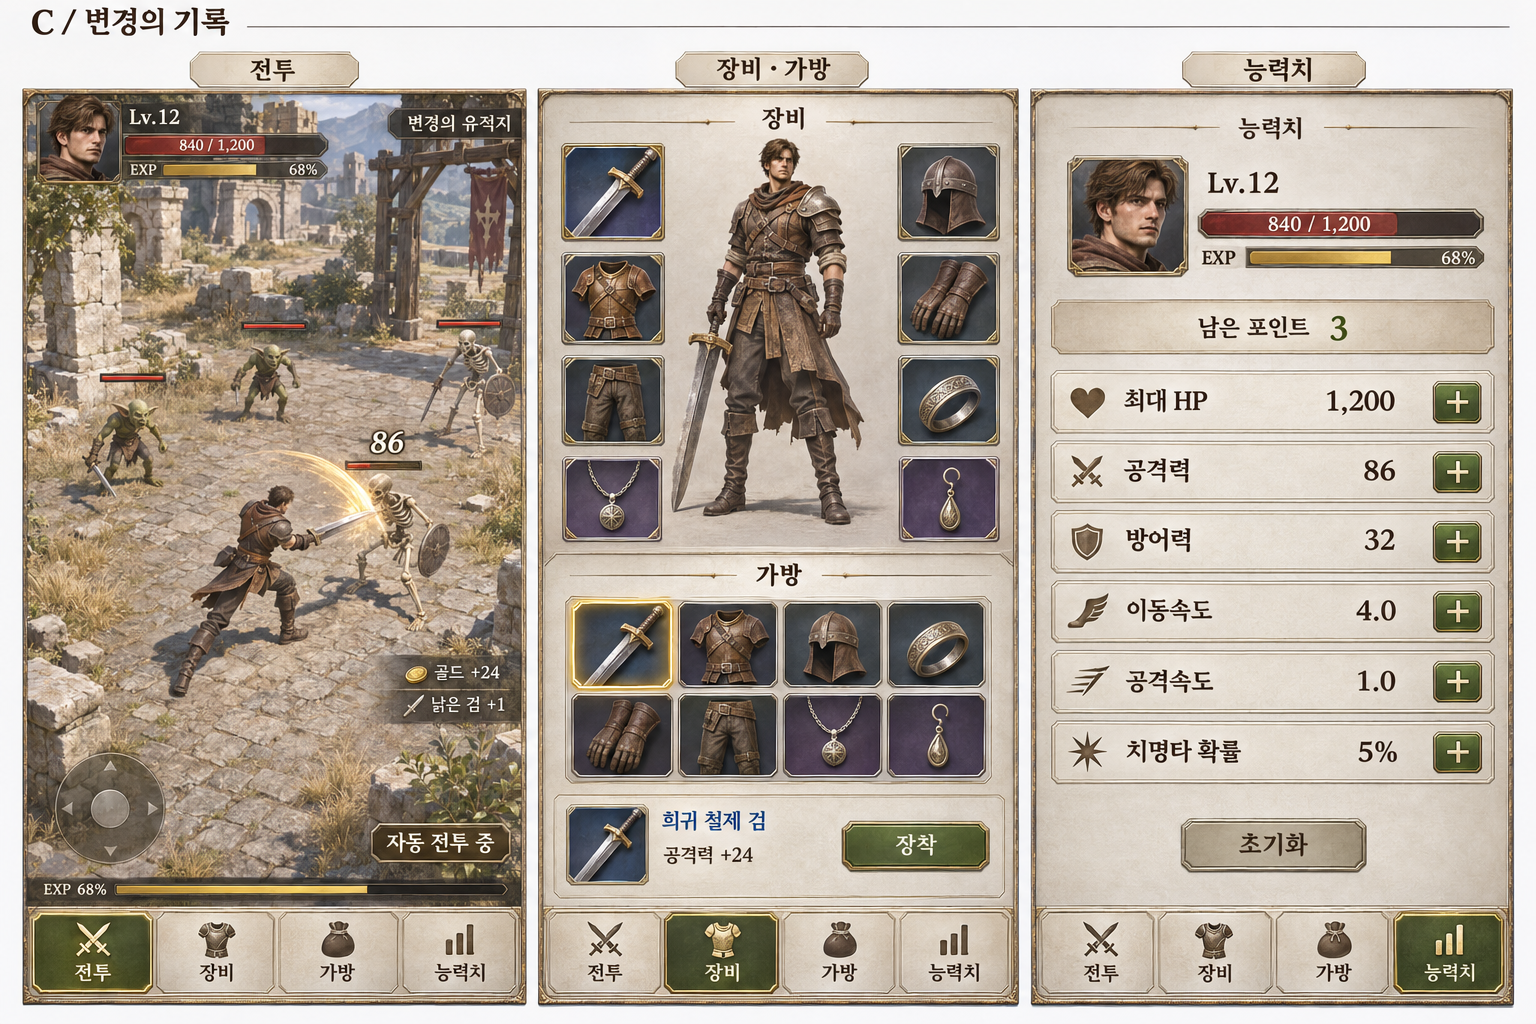 C / 변경의 기록
전투
Lv.12
840 / 1,200
EXP 68%
변경의 유적지
86
골드 +24
낡은 검 +1
자동 전투 중
EXP 68%
전투 장비 가방 능력치
장비 · 가방
장비
가방
희귀 철제 검
공격력 +24
장착
전투 장비 가방 능력치
능력치
능력치
Lv.12
840 / 1,200
EXP 68%
남은 포인트 3
최대 HP 1,200 +
공격력 86 +
방어력 32 +
이동속도 4.0 +
공격속도 1.0 +
치명타 확률 5% +
초기화
전투 장비 가방 능력치